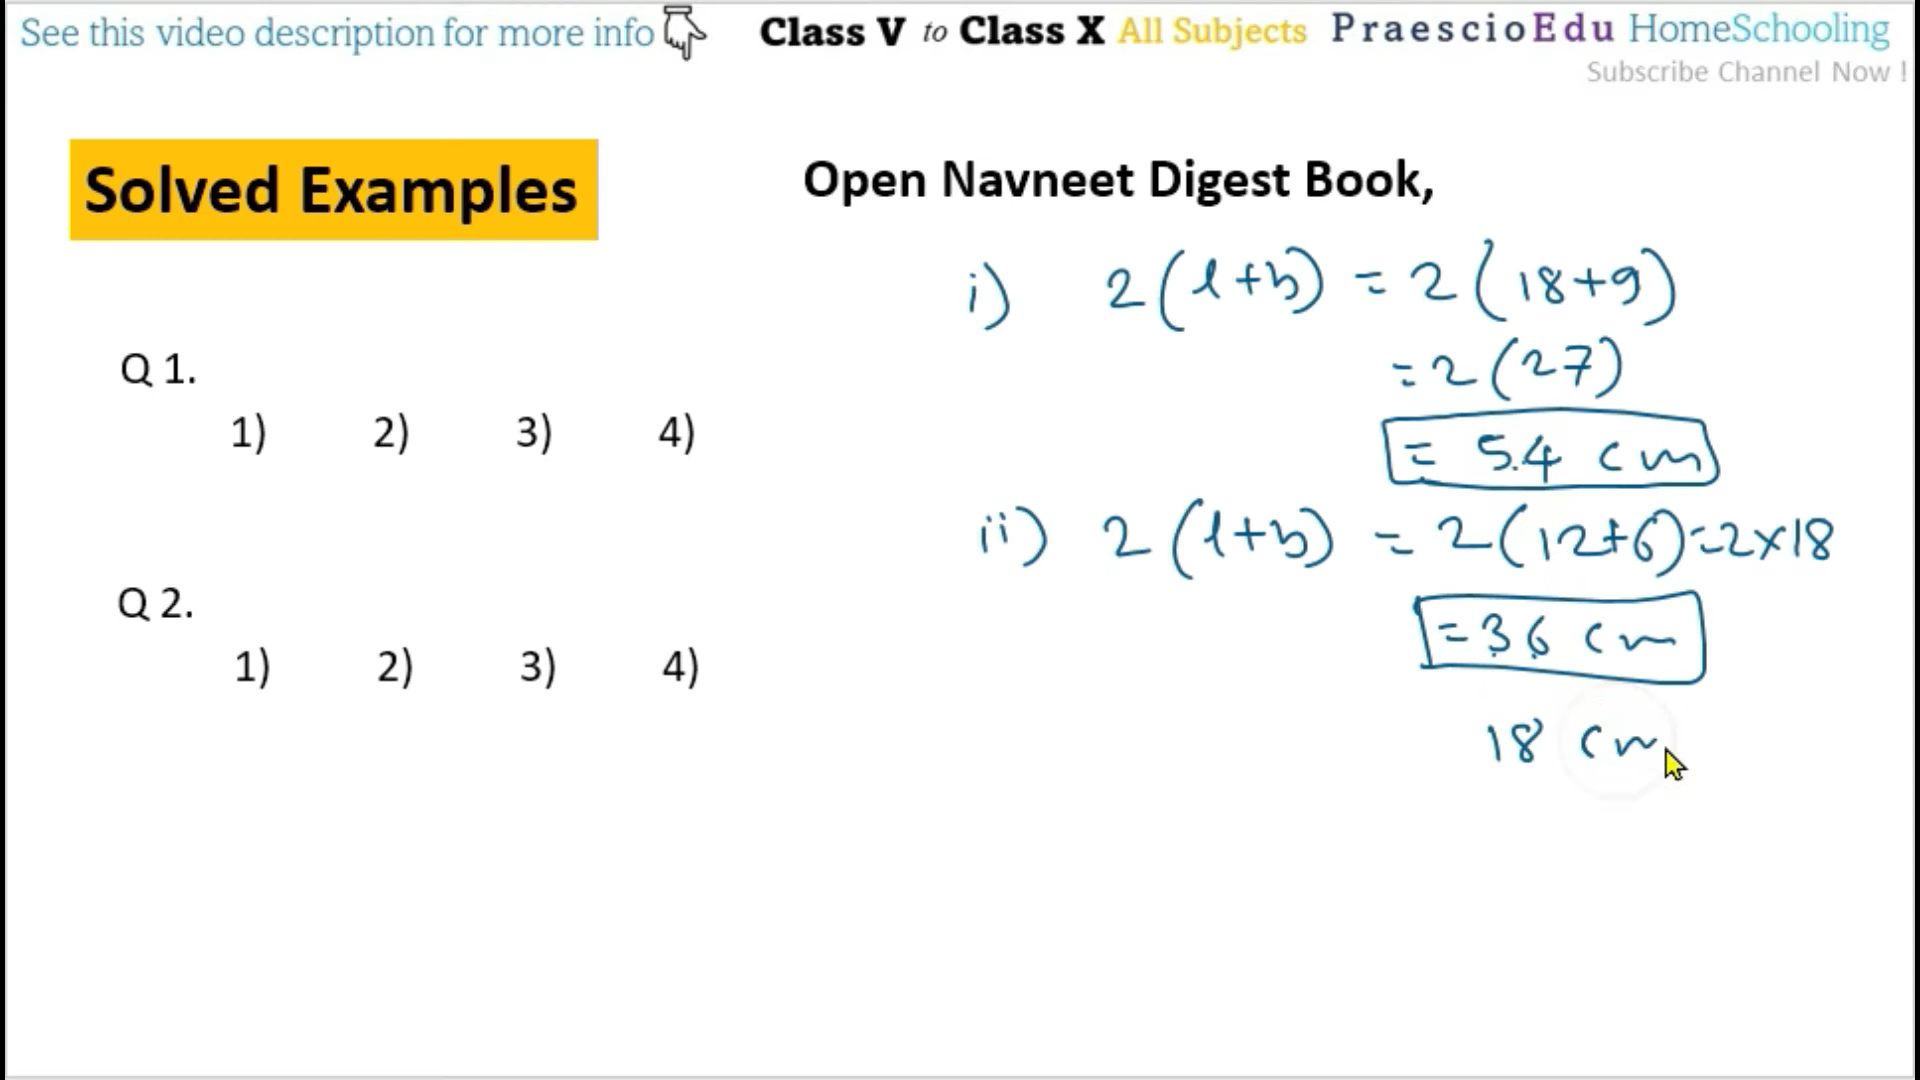 See this video description for more info Class V to Class X All Subjects PraescioEdu HomeSchooling
Subscribe Channel Now !
Solved Examples
Open Navneet Digest Book,
i) 2(l+b) = 2(18+9)
= 2(27)
= 54 cm
ii) 2(l+b) = 2(12+6)=2×18
=36 cm
18 cm
Q 1.
1) 2) 3) 4)
Q 2.
1) 2) 3) 4)